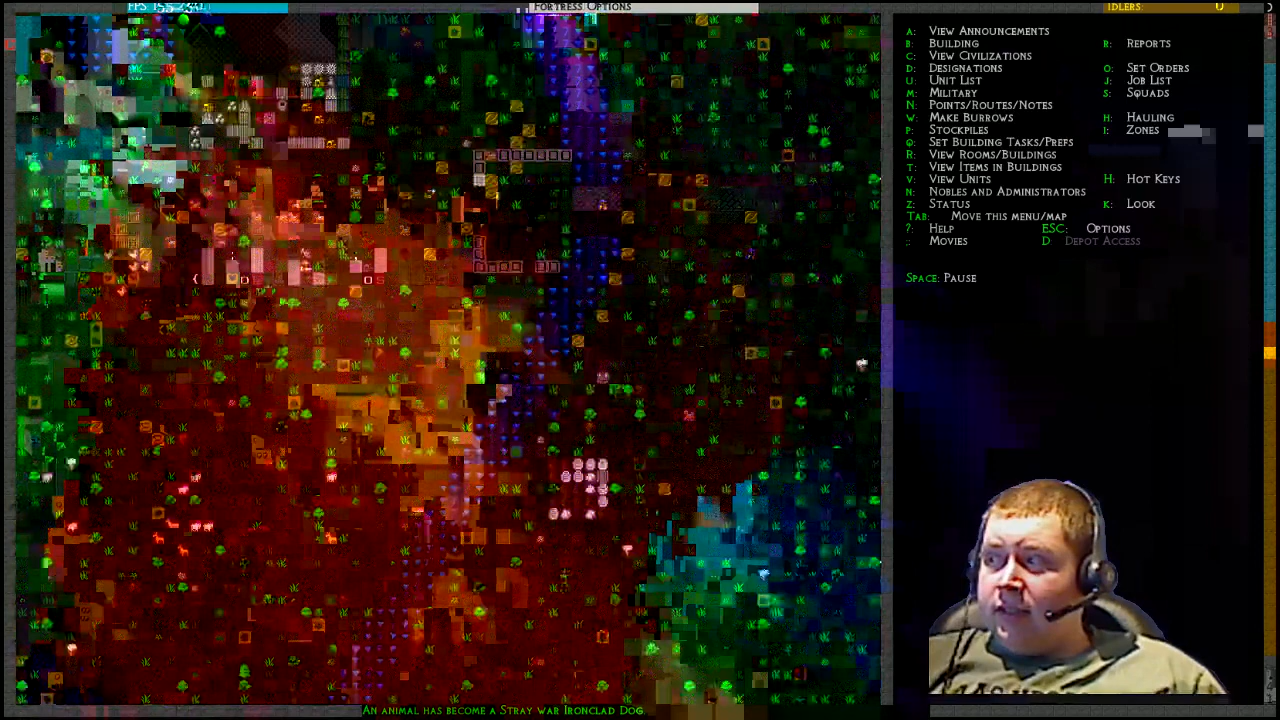 FORTRESS OPTIONS
IDLERS: 0
A: VIEW ANNOUNCEMENTS
B: BUILDING R: REPORTS
C: VIEW CIVILIZATIONS
D: DESIGNATIONS O: SET ORDERS
U: UNIT LIST J: JOB LIST
M: MILITARY S: SQUADS
N: POINTS/ROUTES/NOTES
W: MAKE BURROWS H: HAULING
P: STOCKPILES I: ZONES
Q: SET BUILDING TASKS/PREFS
R: VIEW ROOMS/BUILDINGS
T: VIEW ITEMS IN BUILDINGS
V: VIEW UNITS H: HOT KEYS
N: NOBLES AND ADMINISTRATORS
Z: STATUS K: LOOK
TAB: MOVE THIS MENU/MAP
?: HELP ESC: OPTIONS
;: MOVIES D DEPOT ACCESS
SPACE: PAUSE
AN ANIMAL HAS BECOME A STRAY WAR IRONCLAD DOG.